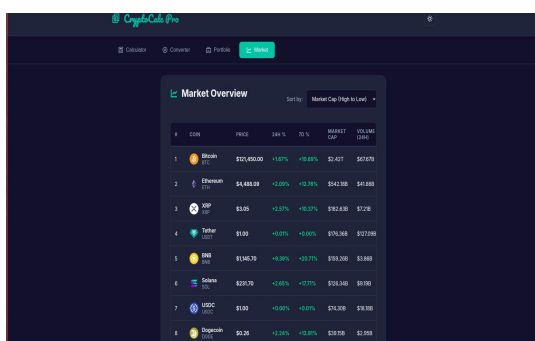 CryptoCalc Pro
Calculator Converter Portfolio Market
Market Overview
Sort by: Market Cap (High to Low)
# COIN PRICE 24H % 7D % MARKET CAP VOLUME (24H)
1 Bitcoin BTC $121,450.00 +1.67% +10.88% $2.42T $67.67B
2 Ethereum ETH $4,488.09 +2.09% +12.76% $542.18B $41.86B
3 XRP XRP $3.05 +2.57% +10.37% $182.63B $7.21B
4 Tether USDT $1.00 +0.01% +0.00% $176.36B $127.09B
5 BNB BNB $1,145.70 +9.39% +20.71% $159.26B $3.86B
6 Solana SOL $231.70 +2.65% +17.71% $126.34B $9.19B
7 USDC USDC $1.00 +0.00% +0.01% $74.30B $18.18B
8 Dogecoin DOGE $0.26 +2.24% +13.91% $39.15B $2.95B